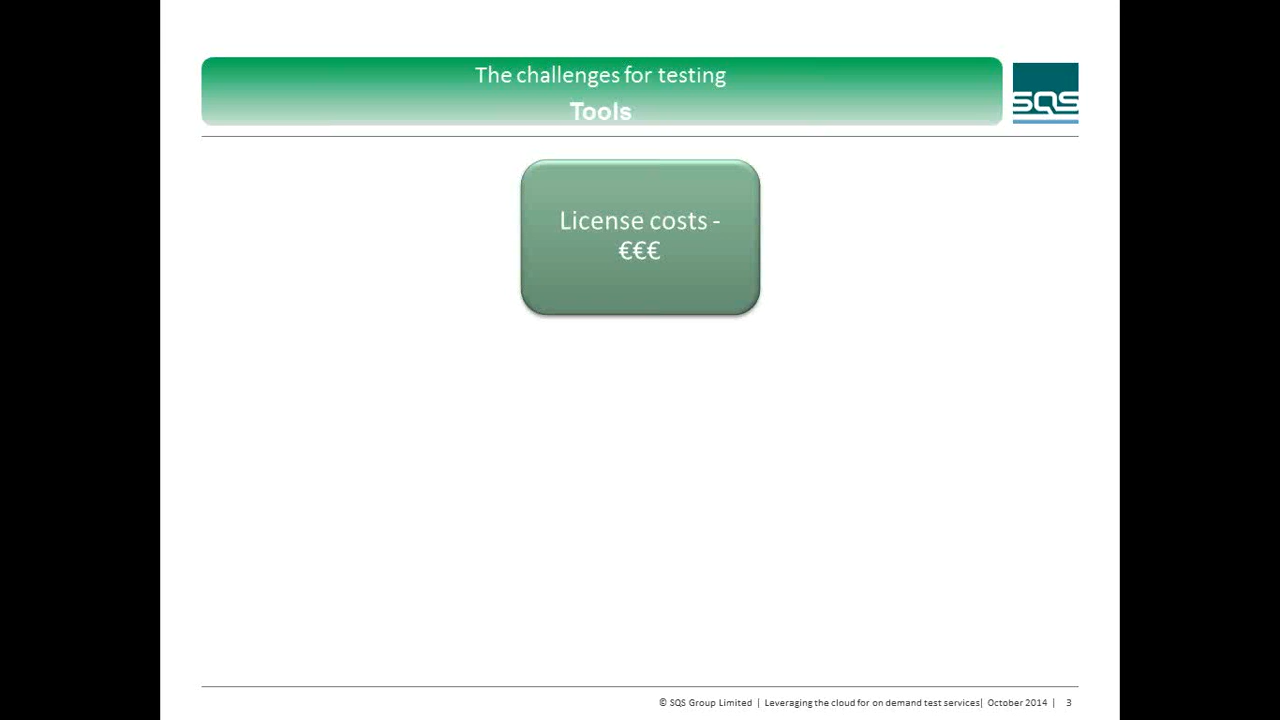 The challenges for testing
Tools
SQS
License costs -
€€€
© SQS Group Limited | Leveraging the cloud for on demand test services| October 2014 | 3